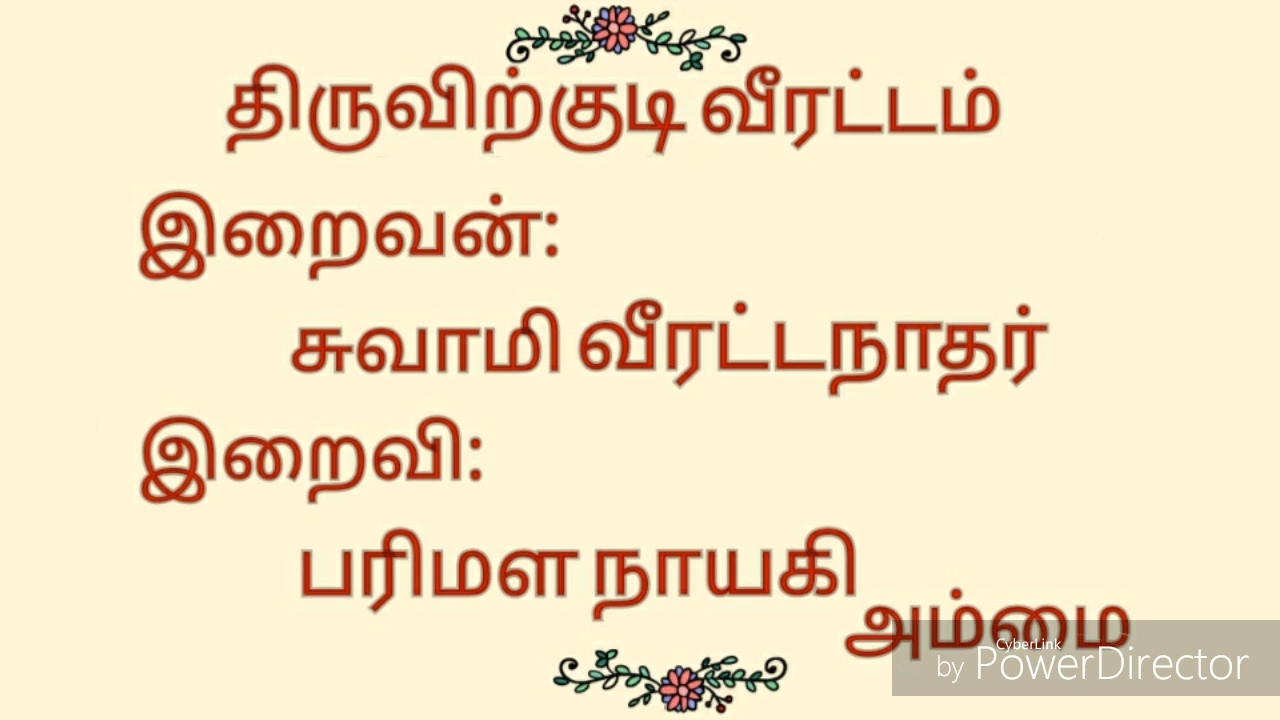 திருவிற்குடி வீரட்டம்
இறைவன்:
சுவாமி வீரட்டநாதர்
இறைவி:
பரிமள நாயகி
அம்மை
CyberLink
by PowerDirector